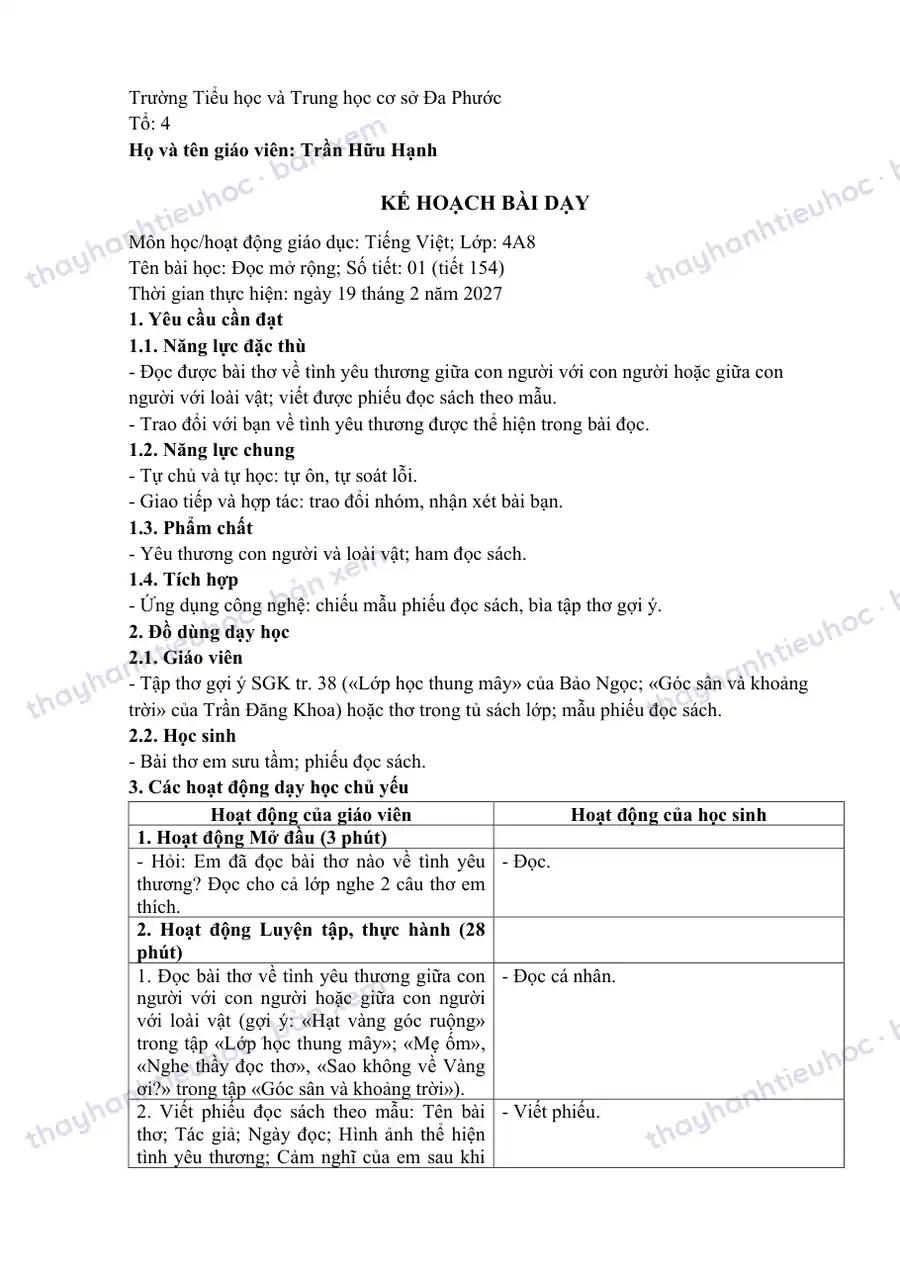 Trường Tiểu học và Trung học cơ sở Đa Phước
Tổ: 4
Họ và tên giáo viên: Trần Hữu Hạnh
KẾ HOẠCH BÀI DẠY
Môn học/hoạt động giáo dục: Tiếng Việt; Lớp: 4A8
Tên bài học: Đọc mở rộng; Số tiết: 01 (tiết 154)
Thời gian thực hiện: ngày 19 tháng 2 năm 2027
1. Yêu cầu cần đạt
1.1. Năng lực đặc thù
- Đọc được bài thơ về tình yêu thương giữa con người với con người hoặc giữa con
người với loài vật; viết được phiếu đọc sách theo mẫu.
- Trao đổi với bạn về tình yêu thương được thể hiện trong bài đọc.
1.2. Năng lực chung
- Tự chủ và tự học: tự ôn, tự soát lỗi.
- Giao tiếp và hợp tác: trao đổi nhóm, nhận xét bài bạn.
1.3. Phẩm chất
- Yêu thương con người và loài vật; ham đọc sách.
1.4. Tích hợp
- Ứng dụng công nghệ: chiếu mẫu phiếu đọc sách, bìa tập thơ gợi ý.
2. Đồ dùng dạy học
2.1. Giáo viên
- Tập thơ gợi ý SGK tr. 38 («Lớp học thung mây» của Bảo Ngọc; «Góc sân và khoảng
trời» của Trần Đăng Khoa) hoặc thơ trong tủ sách lớp; mẫu phiếu đọc sách.
2.2. Học sinh
- Bài thơ em sưu tầm; phiếu đọc sách.
3. Các hoạt động dạy học chủ yếu
Hoạt động của giáo viên
Hoạt động của học sinh
1. Hoạt động Mở đầu (3 phút)
- Hỏi: Em đã đọc bài thơ nào về tình yêu
thương? Đọc cho cả lớp nghe 2 câu thơ em
thích.
- Đọc.
2. Hoạt động Luyện tập, thực hành (28
phút)
1. Đọc bài thơ về tình yêu thương giữa con
người với con người hoặc giữa con người
với loài vật (gợi ý: «Hạt vàng góc ruộng»
trong tập «Lớp học thung mây»; «Mẹ ốm»,
«Nghe thầy đọc thơ», «Sao không về Vàng
ơi?» trong tập «Góc sân và khoảng trời»).
- Đọc cá nhân.
2. Viết phiếu đọc sách theo mẫu: Tên bài
thơ; Tác giả; Ngày đọc; Hình ảnh thể hiện
tình yêu thương; Cảm nghĩ của em sau khi
- Viết phiếu.
thayhanhtieuhoc · bản xem
thayhanhtieuhoc · b
thayhanhtieuhoc · bản xem
thayhanhtieuhoc · b
thayhanhtieuhoc · bản xem
thayhanhtieuhoc · b